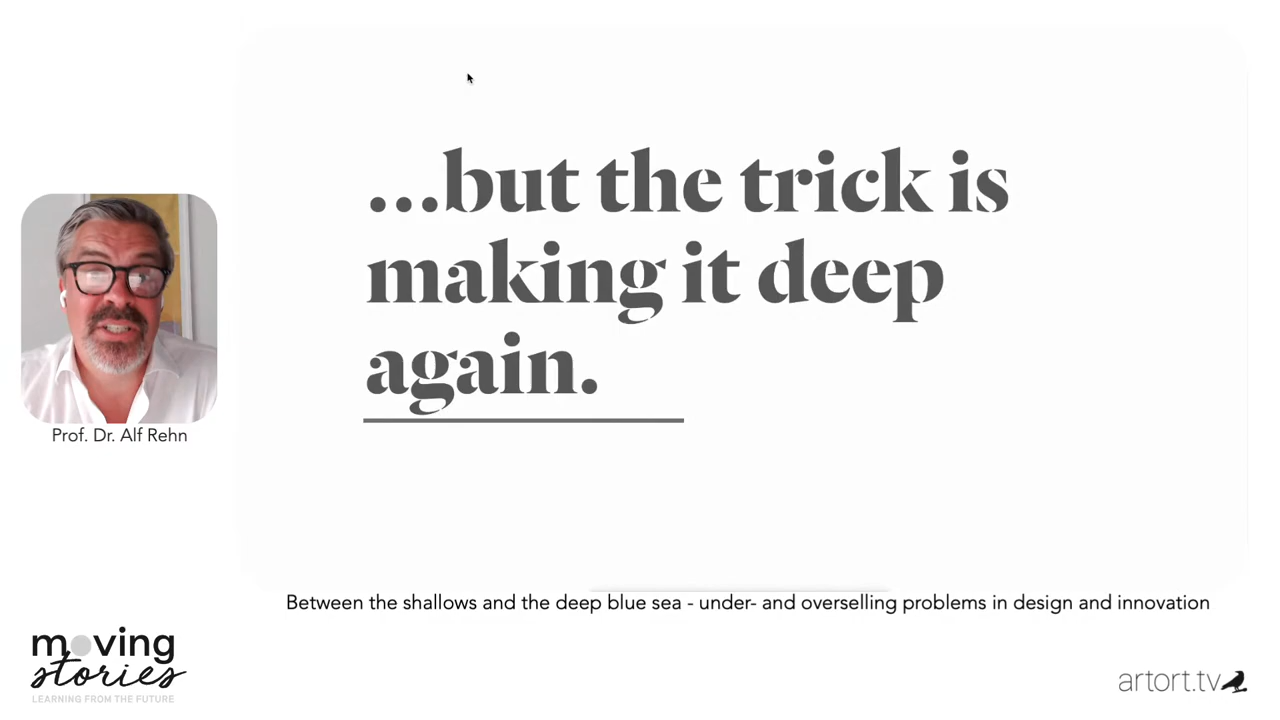 ...but the trick is
making it deep
again.
Prof. Dr. Alf Rehn
Between the shallows and the deep blue sea - under- and overselling problems in design and innovation
moving
stories
LEARNING FROM THE FUTURE
artort.tv